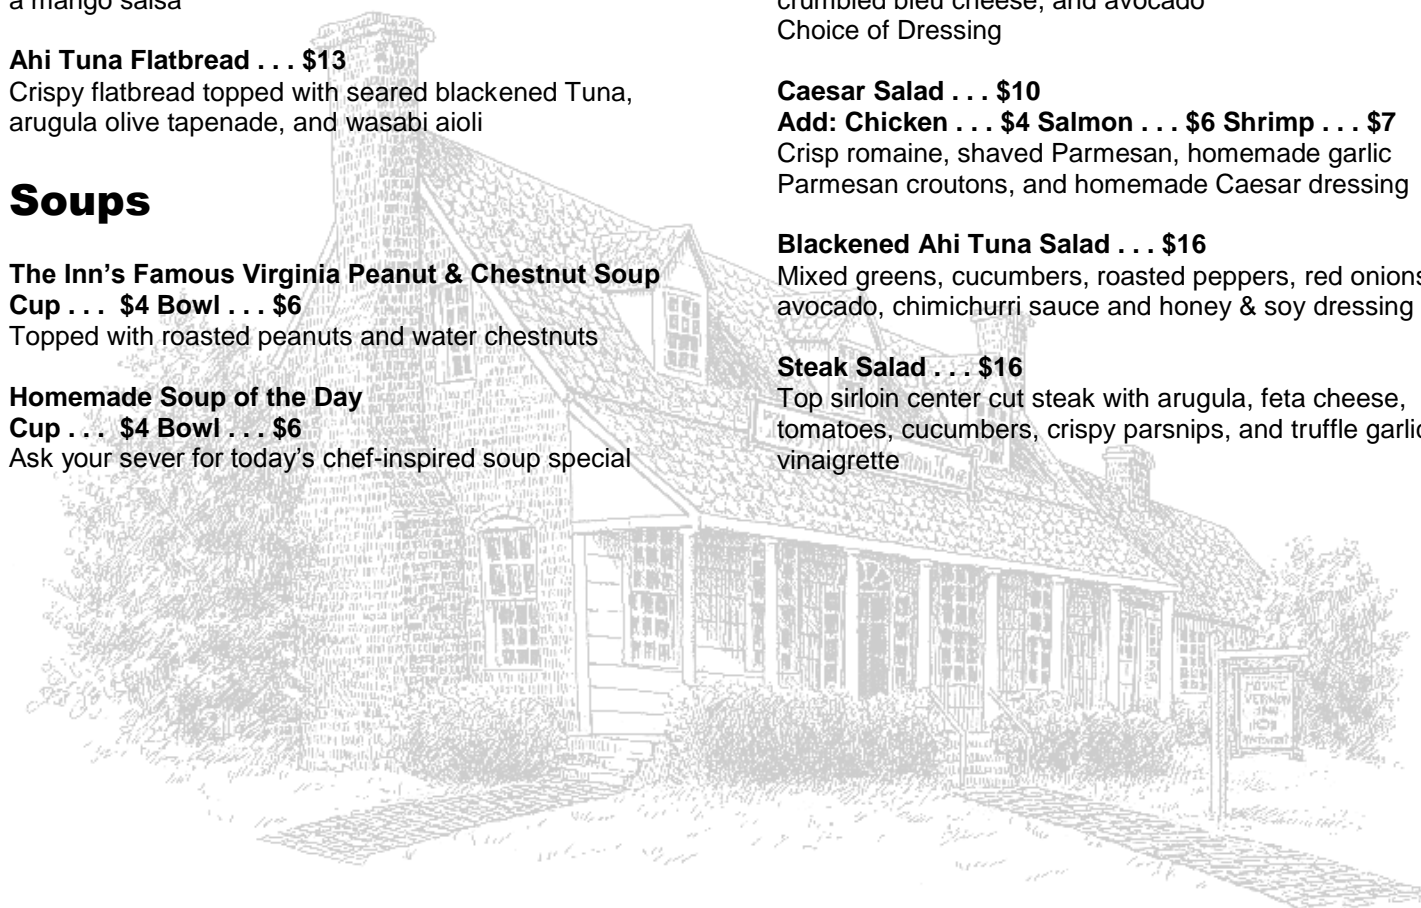 a mango salsa
Ahi Tuna Flatbread . . . $13
Crispy flatbread topped with seared blackened Tuna,
arugula olive tapenade, and wasabi aioli
Soups
The Inn’s Famous Virginia Peanut & Chestnut Soup
Cup . . . $4 Bowl . . . $6
Topped with roasted peanuts and water chestnuts
Homemade Soup of the Day
Cup . . . $4 Bowl . . . $6
Ask your sever for today’s chef-inspired soup special
crumbled bleu cheese, and avocado
Choice of Dressing
Caesar Salad . . . $10
Add: Chicken . . . $4 Salmon . . . $6 Shrimp . . . $7
Crisp romaine, shaved Parmesan, homemade garlic
Parmesan croutons, and homemade Caesar dressing
Blackened Ahi Tuna Salad . . . $16
Mixed greens, cucumbers, roasted peppers, red onions
avocado, chimichurri sauce and honey & soy dressing
Steak Salad . . . $16
Top sirloin center cut steak with arugula, feta cheese,
tomatoes, cucumbers, crispy parsnips, and truffle garlic
vinaigrette
MOUNT
VERNON
INN